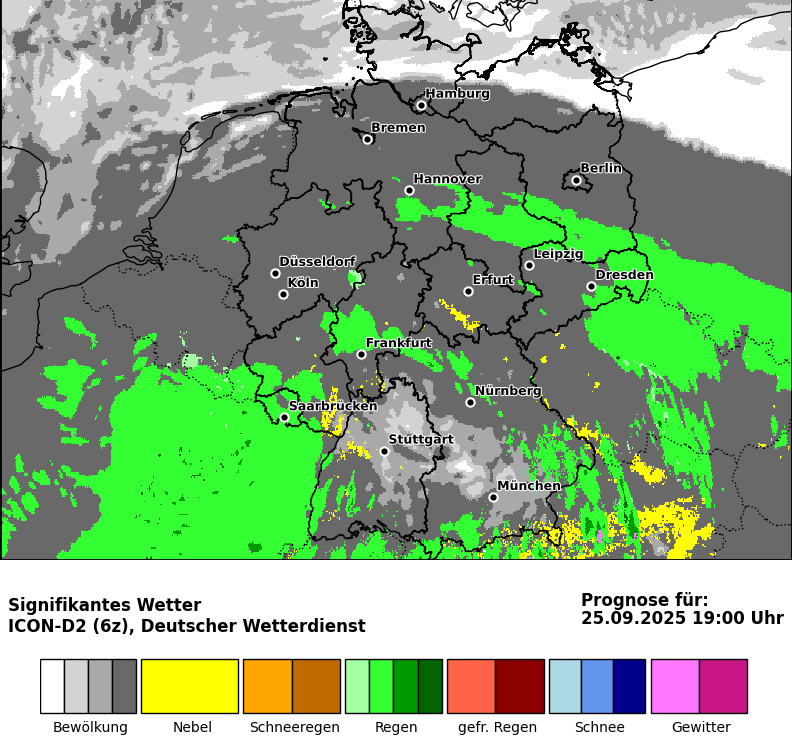 Hamburg
Bremen
Berlin
Hannover
Leipzig
Düsseldorf
Dresden
Erfurt
Köln
Frankfurt
Nürnberg
Saarbrücken
Stuttgart
München
Signifikantes Wetter
ICON-D2 (6z), Deutscher Wetterdienst
Prognose für:
25.09.2025 19:00 Uhr
Bewölkung Nebel Schneeregen Regen gefr. Regen Schnee Gewitter